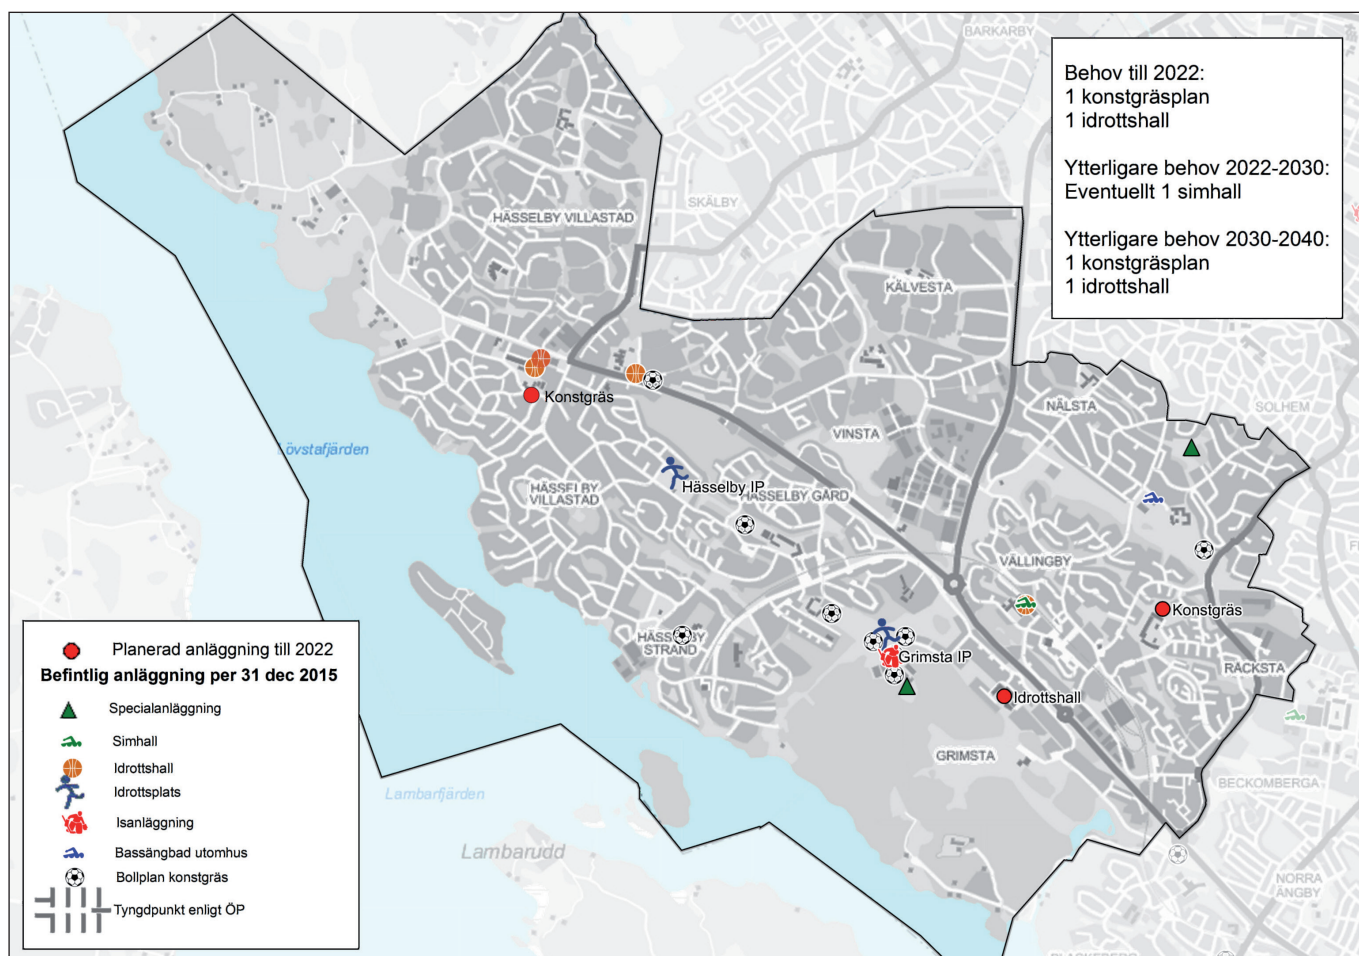 BARKARBY
Behov till 2022:
1 konstgräsplan
1 idrottshall
Ytterligare behov 2022-2030:
Eventuellt 1 simhall
Ytterligare behov 2030-2040:
1 konstgräsplan
1 idrottshall
SKÄLBY
HÄSSELBY VILLASTAD
KÄLVESTA
Konstgräs
NÄLSTA
SOLHEM
VINSTA
Lövstafjärden
Hässelby IP
HÄSSELBY
VILLASTAD
HÄSSELBY GÅRD
VÄLLINGBY
Konstgräs
HÄSSELBY
STRAND
Grimsta IP
RÅCKSTA
Idrottshall
GRIMSTA
BECKOMBERGA
Lambarfjärden
Lambarudd
NORRA
ÄNGBY
BLACKEBERG
Planerad anläggning till 2022
Befintlig anläggning per 31 dec 2015
Specialanläggning
Simhall
Idrottshall
Idrottsplats
Isanläggning
Bassängbad utomhus
Bollplan konstgräs
Tyngdpunkt enligt ÖP